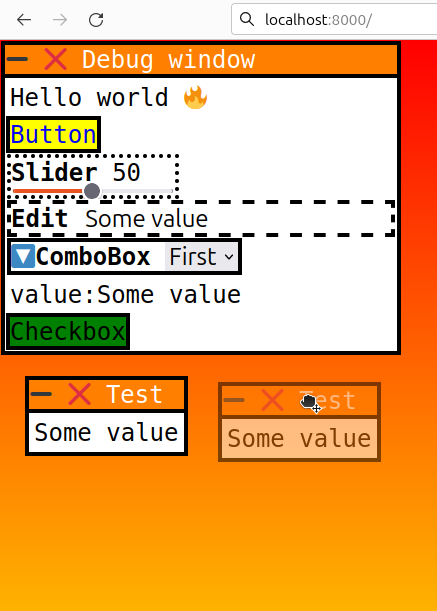 localhost:8000/
Debug window
Hello world 🔥
Button
Slider 50
Edit Some value
ComboBox First
value:Some value
Checkbox
Test
Some value
Test
Some value